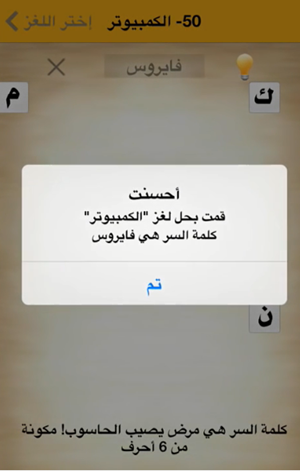 50- الكمبيوتر إختر اللغز
فايروس
ك م
أحسنت
قمت بحل لغز "الكمبيوتر"
كلمة السر هي فايروس
تم
ن
كلمة السر هي مرض يصيب الحاسوب! مكونة
من 6 أحرف